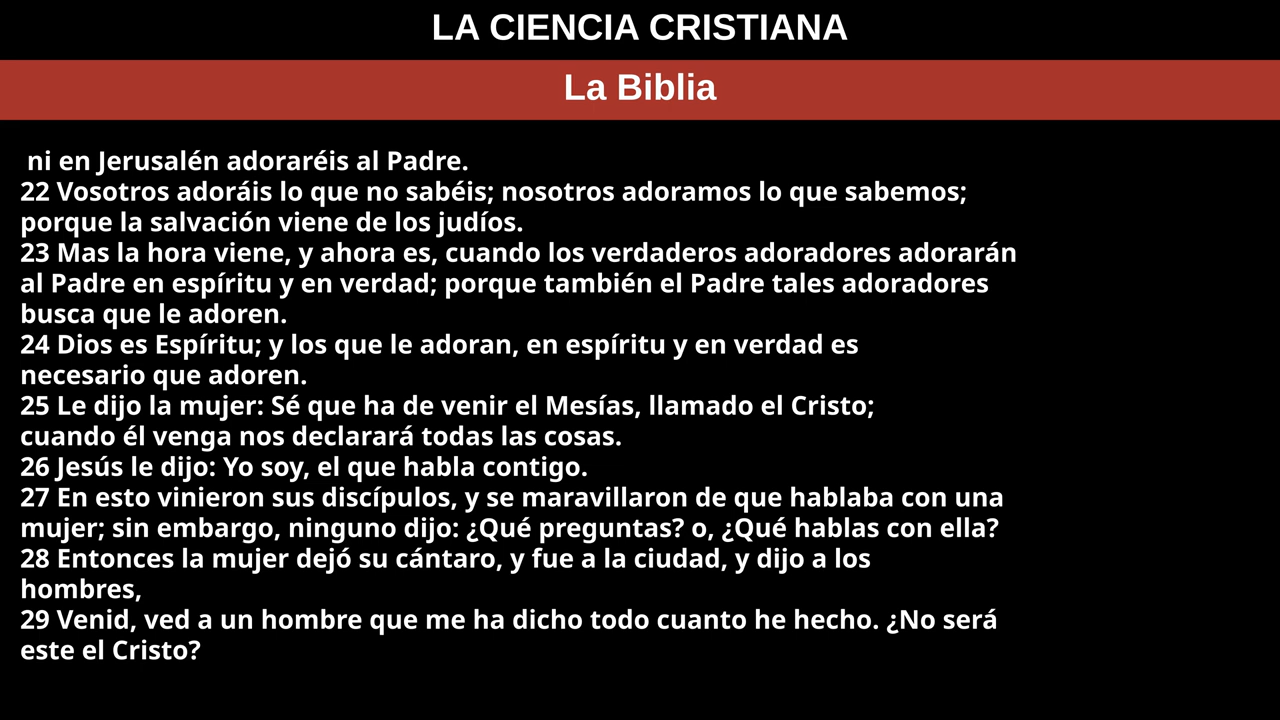 LA CIENCIA CRISTIANA
La Biblia
ni en Jerusalén adoraréis al Padre.
22 Vosotros adoráis lo que no sabéis; nosotros adoramos lo que sabemos;
porque la salvación viene de los judíos.
23 Mas la hora viene, y ahora es, cuando los verdaderos adoradores adorarán
al Padre en espíritu y en verdad; porque también el Padre tales adoradores
busca que le adoren.
24 Dios es Espíritu; y los que le adoran, en espíritu y en verdad es
necesario que adoren.
25 Le dijo la mujer: Sé que ha de venir el Mesías, llamado el Cristo;
cuando él venga nos declarará todas las cosas.
26 Jesús le dijo: Yo soy, el que habla contigo.
27 En esto vinieron sus discípulos, y se maravillaron de que hablaba con una
mujer; sin embargo, ninguno dijo: ¿Qué preguntas? o, ¿Qué hablas con ella?
28 Entonces la mujer dejó su cántaro, y fue a la ciudad, y dijo a los
hombres,
29 Venid, ved a un hombre que me ha dicho todo cuanto he hecho. ¿No será
este el Cristo?